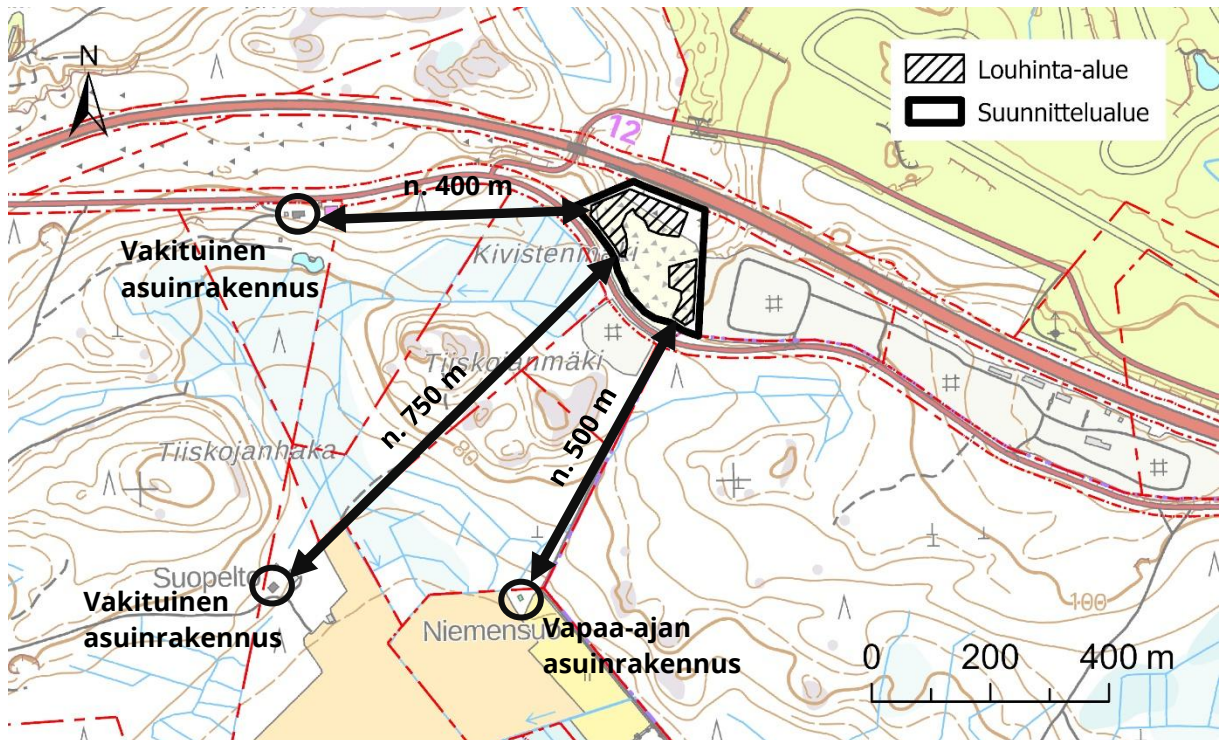 N
Louhinta-alue
Suunnittelualue
12
n. 400 m
Vakituinen
asuinrakennus
Kivistenmäki
Tiiskojanmäki
n. 750 m
n. 500 m
80
Tiiskojanhaka
Suopelto
Vakituinen
asuinrakennus
Niemensuo
Vapaa-ajan
asuinrakennus
100
0 200 400 m